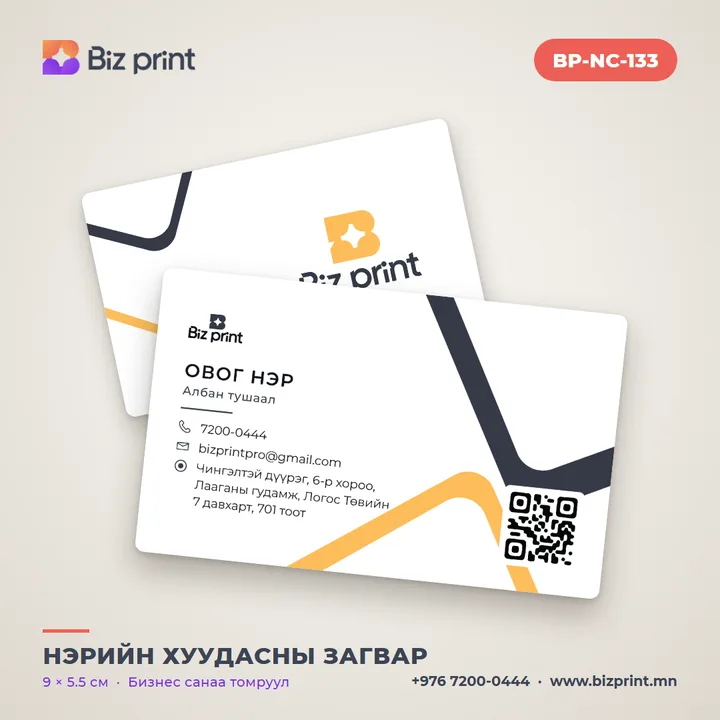 Biz print
BP-NC-133
Biz print
Biz print
ОВОГ НЭР
Албан тушаал
7200-0444
bizprintpro@gmail.com
Чингэлтэй дүүрэг, 6-р хороо,
Лааганы гудамж, Логос Төвийн
7 давхарт, 701 тоот
НЭРИЙН ХУУДАСНЫ ЗАГВАР
9 × 5.5 см · Бизнес санаа томруул
+976 7200-0444 · www.bizprint.mn